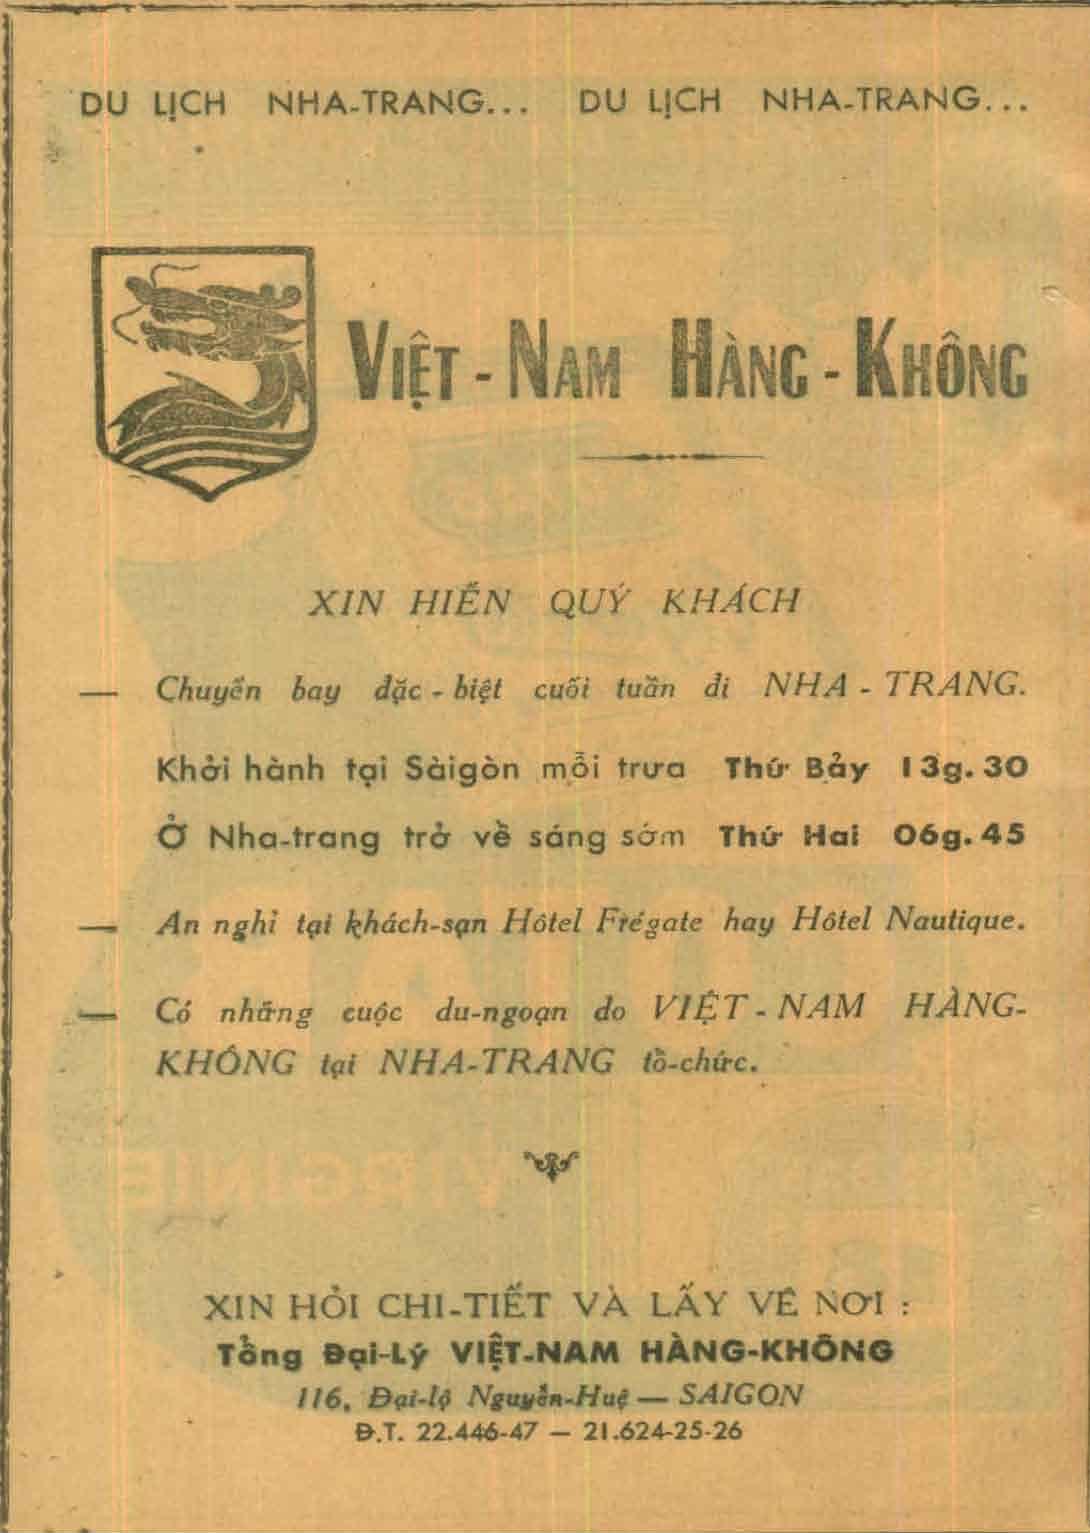 DU LỊCH NHA-TRANG... DU LỊCH NHA-TRANG...
VIỆT-NAM HÀNG-KHÔNG
XIN HIẾN QUÝ KHÁCH
— Chuyến bay đặc-biệt cuối tuần đi NHA-TRANG.
Khởi hành tại Sàigòn mỗi trưa Thứ Bảy 13g.30
Ở Nha-trang trở về sáng sớm Thứ Hai 06g.45
— An nghỉ tại khách-sạn Hôtel Frégate hay Hôtel Nautique.
— Có những cuộc du-ngoạn do VIỆT-NAM HÀNG-
KHÔNG tại NHA-TRANG tồ-chức.
XIN HỎI CHI-TIẾT VÀ LẤY VÉ NƠI :
Tổng Đại-Lý VIỆT-NAM HÀNG-KHÔNG
116, Đại-lộ Nguyễn-Huệ — SAIGON
Đ.T. 22.446-47 — 21.624-25-26